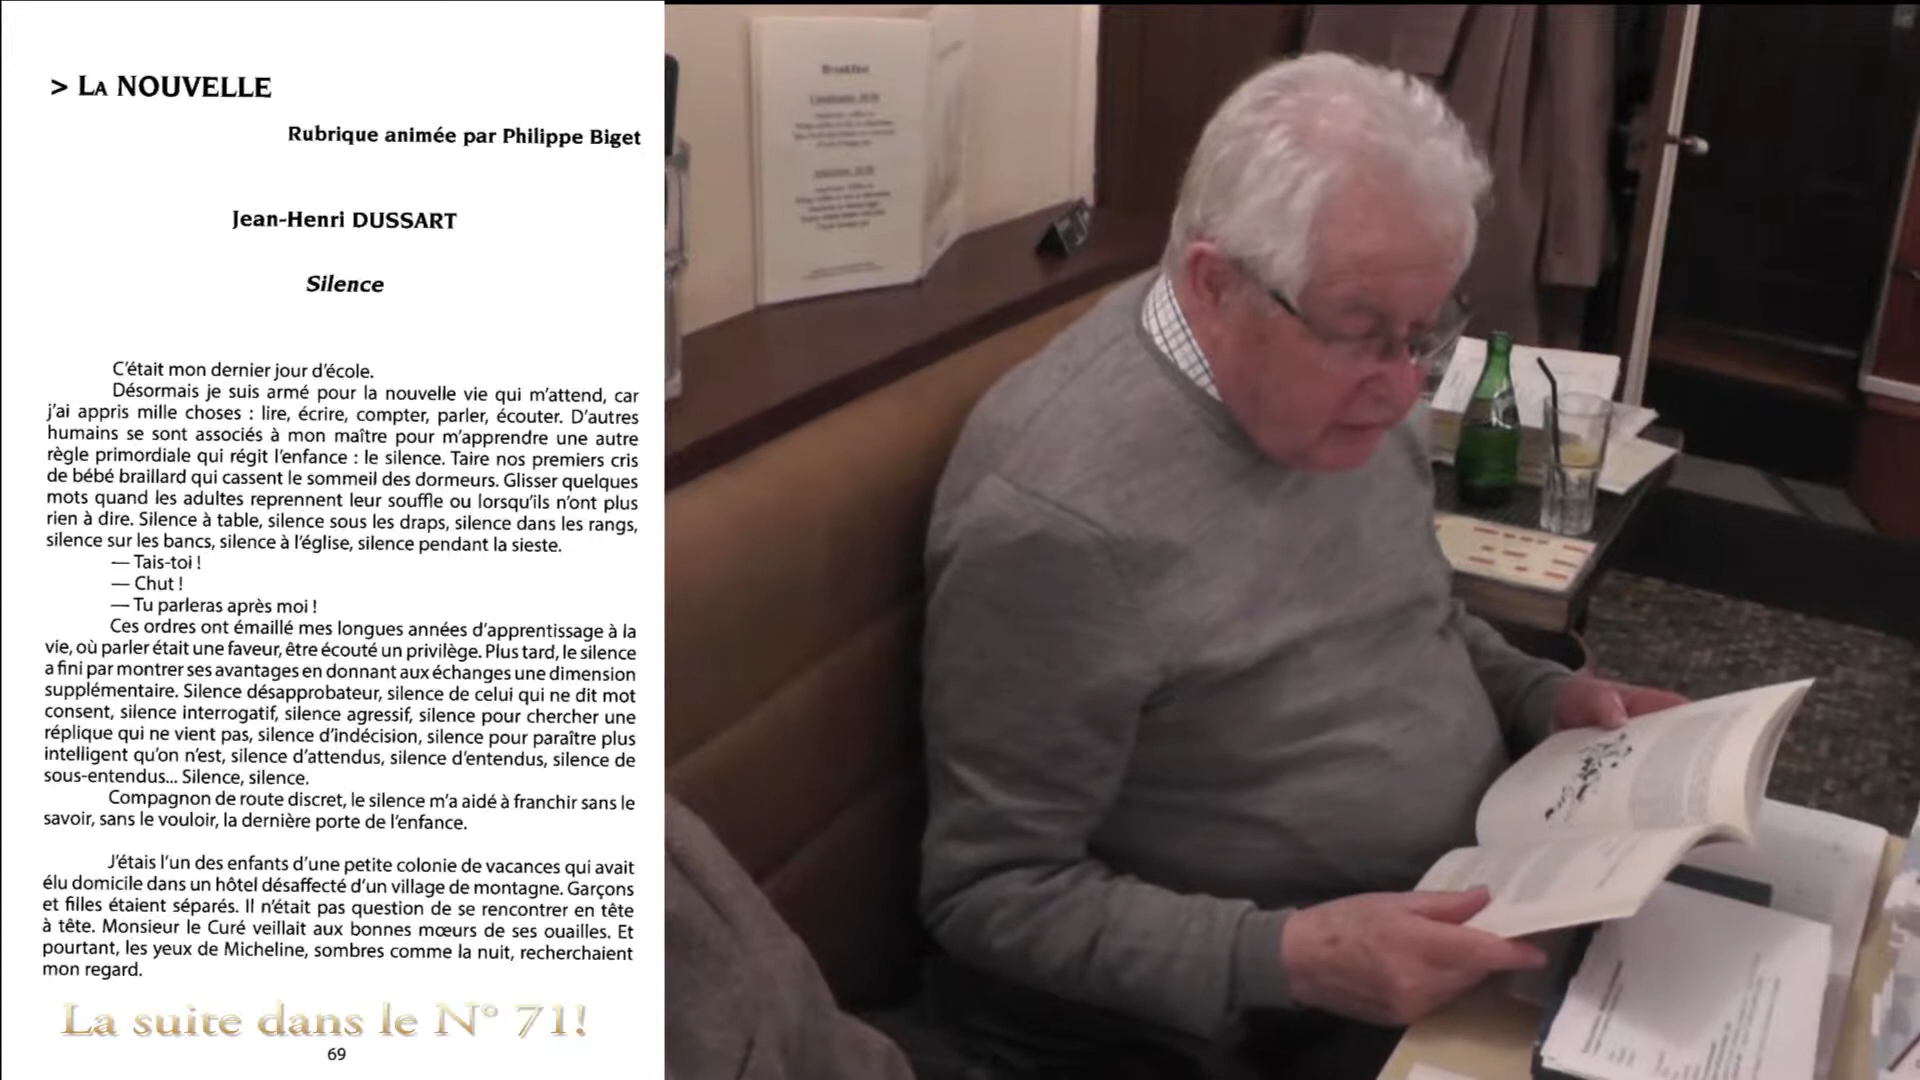 > LA NOUVELLE
Rubrique animée par Philippe Biget
Jean-Henri DUSSART
Silence
C'était mon dernier jour d'école.
Désormais je suis armé pour la nouvelle vie qui m'attend, car
j'ai appris mille choses : lire, écrire, compter, parler, écouter. D'autres
humains se sont associés à mon maître pour m'apprendre une autre
règle primordiale qui régit l'enfance : le silence. Taire nos premiers cris
de bébé braillard qui cassent le sommeil des dormeurs. Glisser quelques
mots quand les adultes reprennent leur souffle ou lorsqu'ils n'ont plus
rien à dire. Silence à table, silence sous les draps, silence dans les rangs,
silence sur les bancs, silence à l'église, silence pendant la sieste.
— Tais-toi !
— Chut !
— Tu parleras après moi !
Ces ordres ont émaillé mes longues années d'apprentissage à la
vie, où parler était une faveur, être écouté un privilège. Plus tard, le silence
a fini par montrer ses avantages en donnant aux échanges une dimension
supplémentaire. Silence désapprobateur, silence de celui qui ne dit mot
consent, silence interrogatif, silence agressif, silence pour chercher une
réplique qui ne vient pas, silence d'indécision, silence pour paraître plus
intelligent qu'on n'est, silence d'attendus, silence d'entendus, silence de
sous-entendus... Silence, silence.
Compagnon de route discret, le silence m'a aidé à franchir sans le
savoir, sans le vouloir, la dernière porte de l'enfance.
J'étais l'un des enfants d'une petite colonie de vacances qui avait
élu domicile dans un hôtel désaffecté d'un village de montagne. Garçons
et filles étaient séparés. Il n'était pas question de se rencontrer en tête
à tête. Monsieur le Curé veillait aux bonnes mœurs de ses ouailles. Et
pourtant, les yeux de Micheline, sombres comme la nuit, recherchaient
mon regard.
La suite dans le N° 71!
69
Breakfast